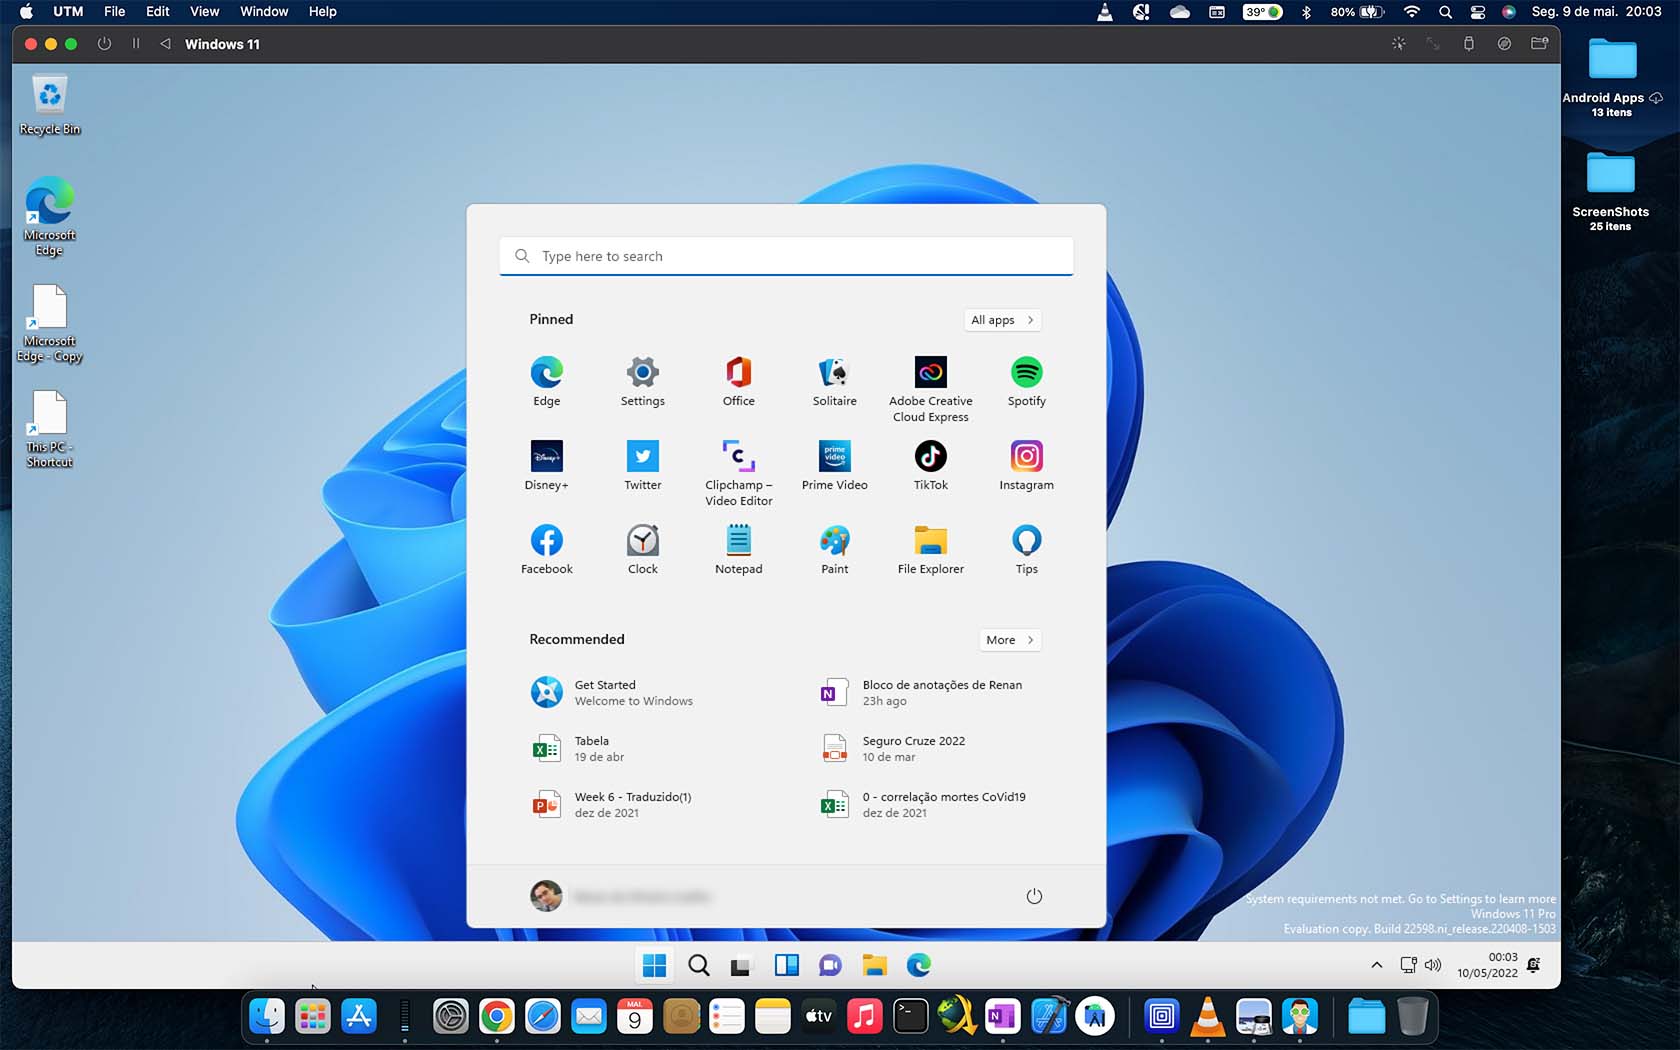 UTM File Edit View Window Help
39° 80% Seg. 9 de mai. 20:03
Windows 11
Android Apps
13 itens
ScreenShots
25 itens
Recycle Bin
Microsoft
Edge
Microsoft
Edge - Copy
This PC -
Shortcut
Type here to search
Pinned
All apps
Edge Settings Office Solitaire Adobe Creative Spotify
Cloud Express
Disney+
prime
video
Disney+ Twitter Clipchamp – Prime Video TikTok Instagram
Video Editor
Facebook Clock Notepad Paint File Explorer Tips
Recommended
More
Get Started
Welcome to Windows
N
Bloco de anotações de Renan
23h ago
X
Tabela
19 de abr
Seguro Cruze 2022
10 de mar
P
Week 6 - Traduzido(1)
dez de 2021
X
0 - correlação mortes CoVid19
dez de 2021
System requirements not met. Go to Settings to learn more
Windows 11 Pro
Evaluation copy. Build 22598.ni_release.220408-1503
00:03
10/05/2022
MAI.
9
tv
N